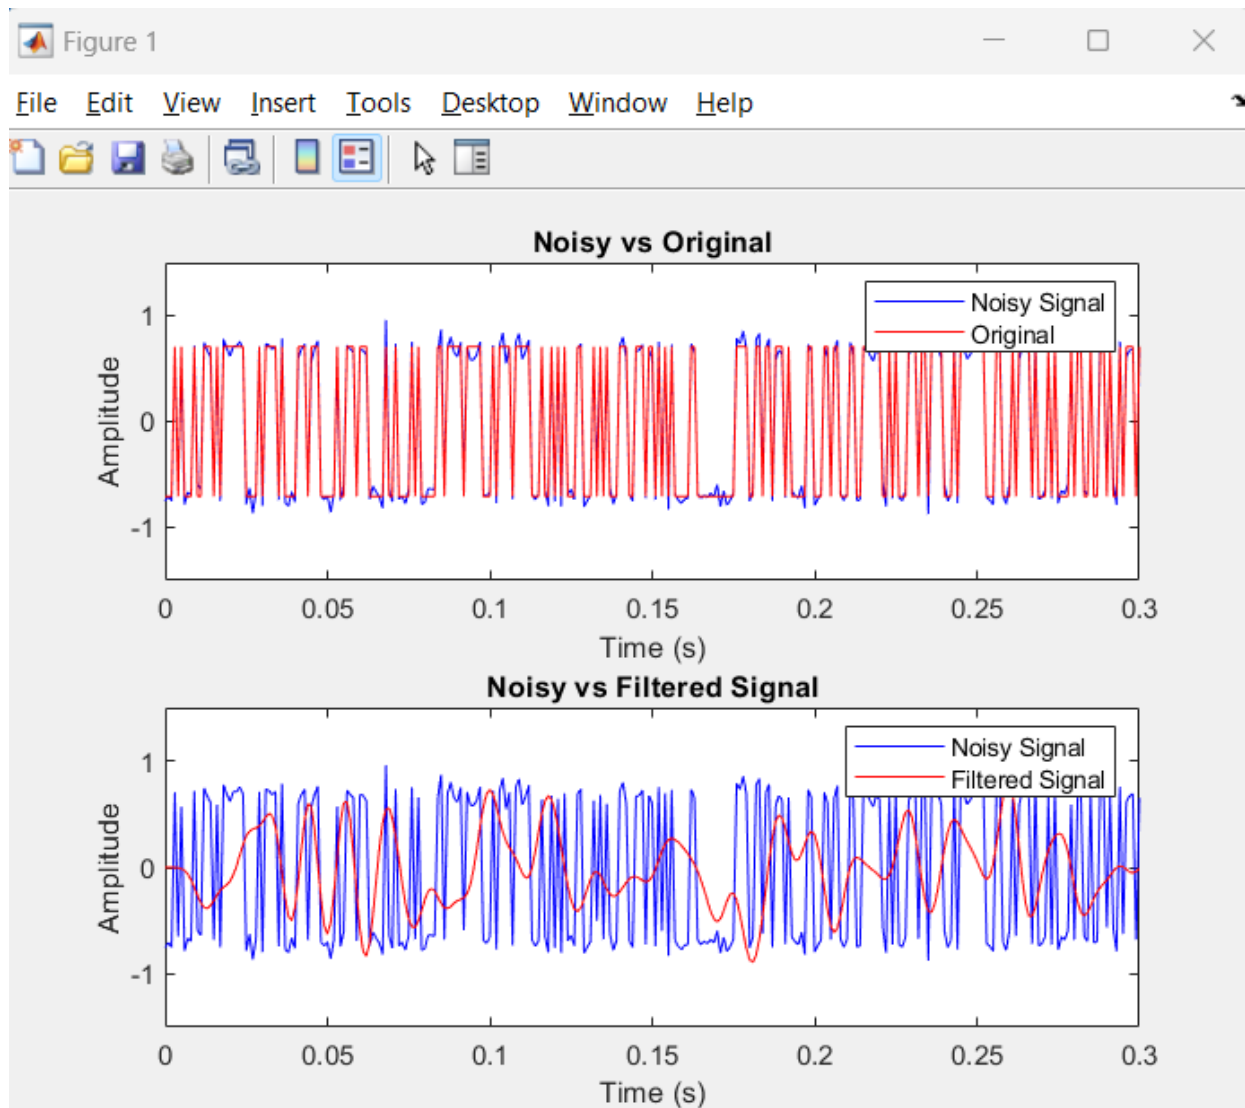 Figure 1
File Edit View Insert Tools Desktop Window Help
Noisy vs Original
Noisy Signal
Original
Amplitude
1
0
-1
0 0.05 0.1 0.15 0.2 0.25 0.3
Time (s)
Noisy vs Filtered Signal
Noisy Signal
Filtered Signal
Amplitude
1
0
-1
0 0.05 0.1 0.15 0.2 0.25 0.3
Time (s)